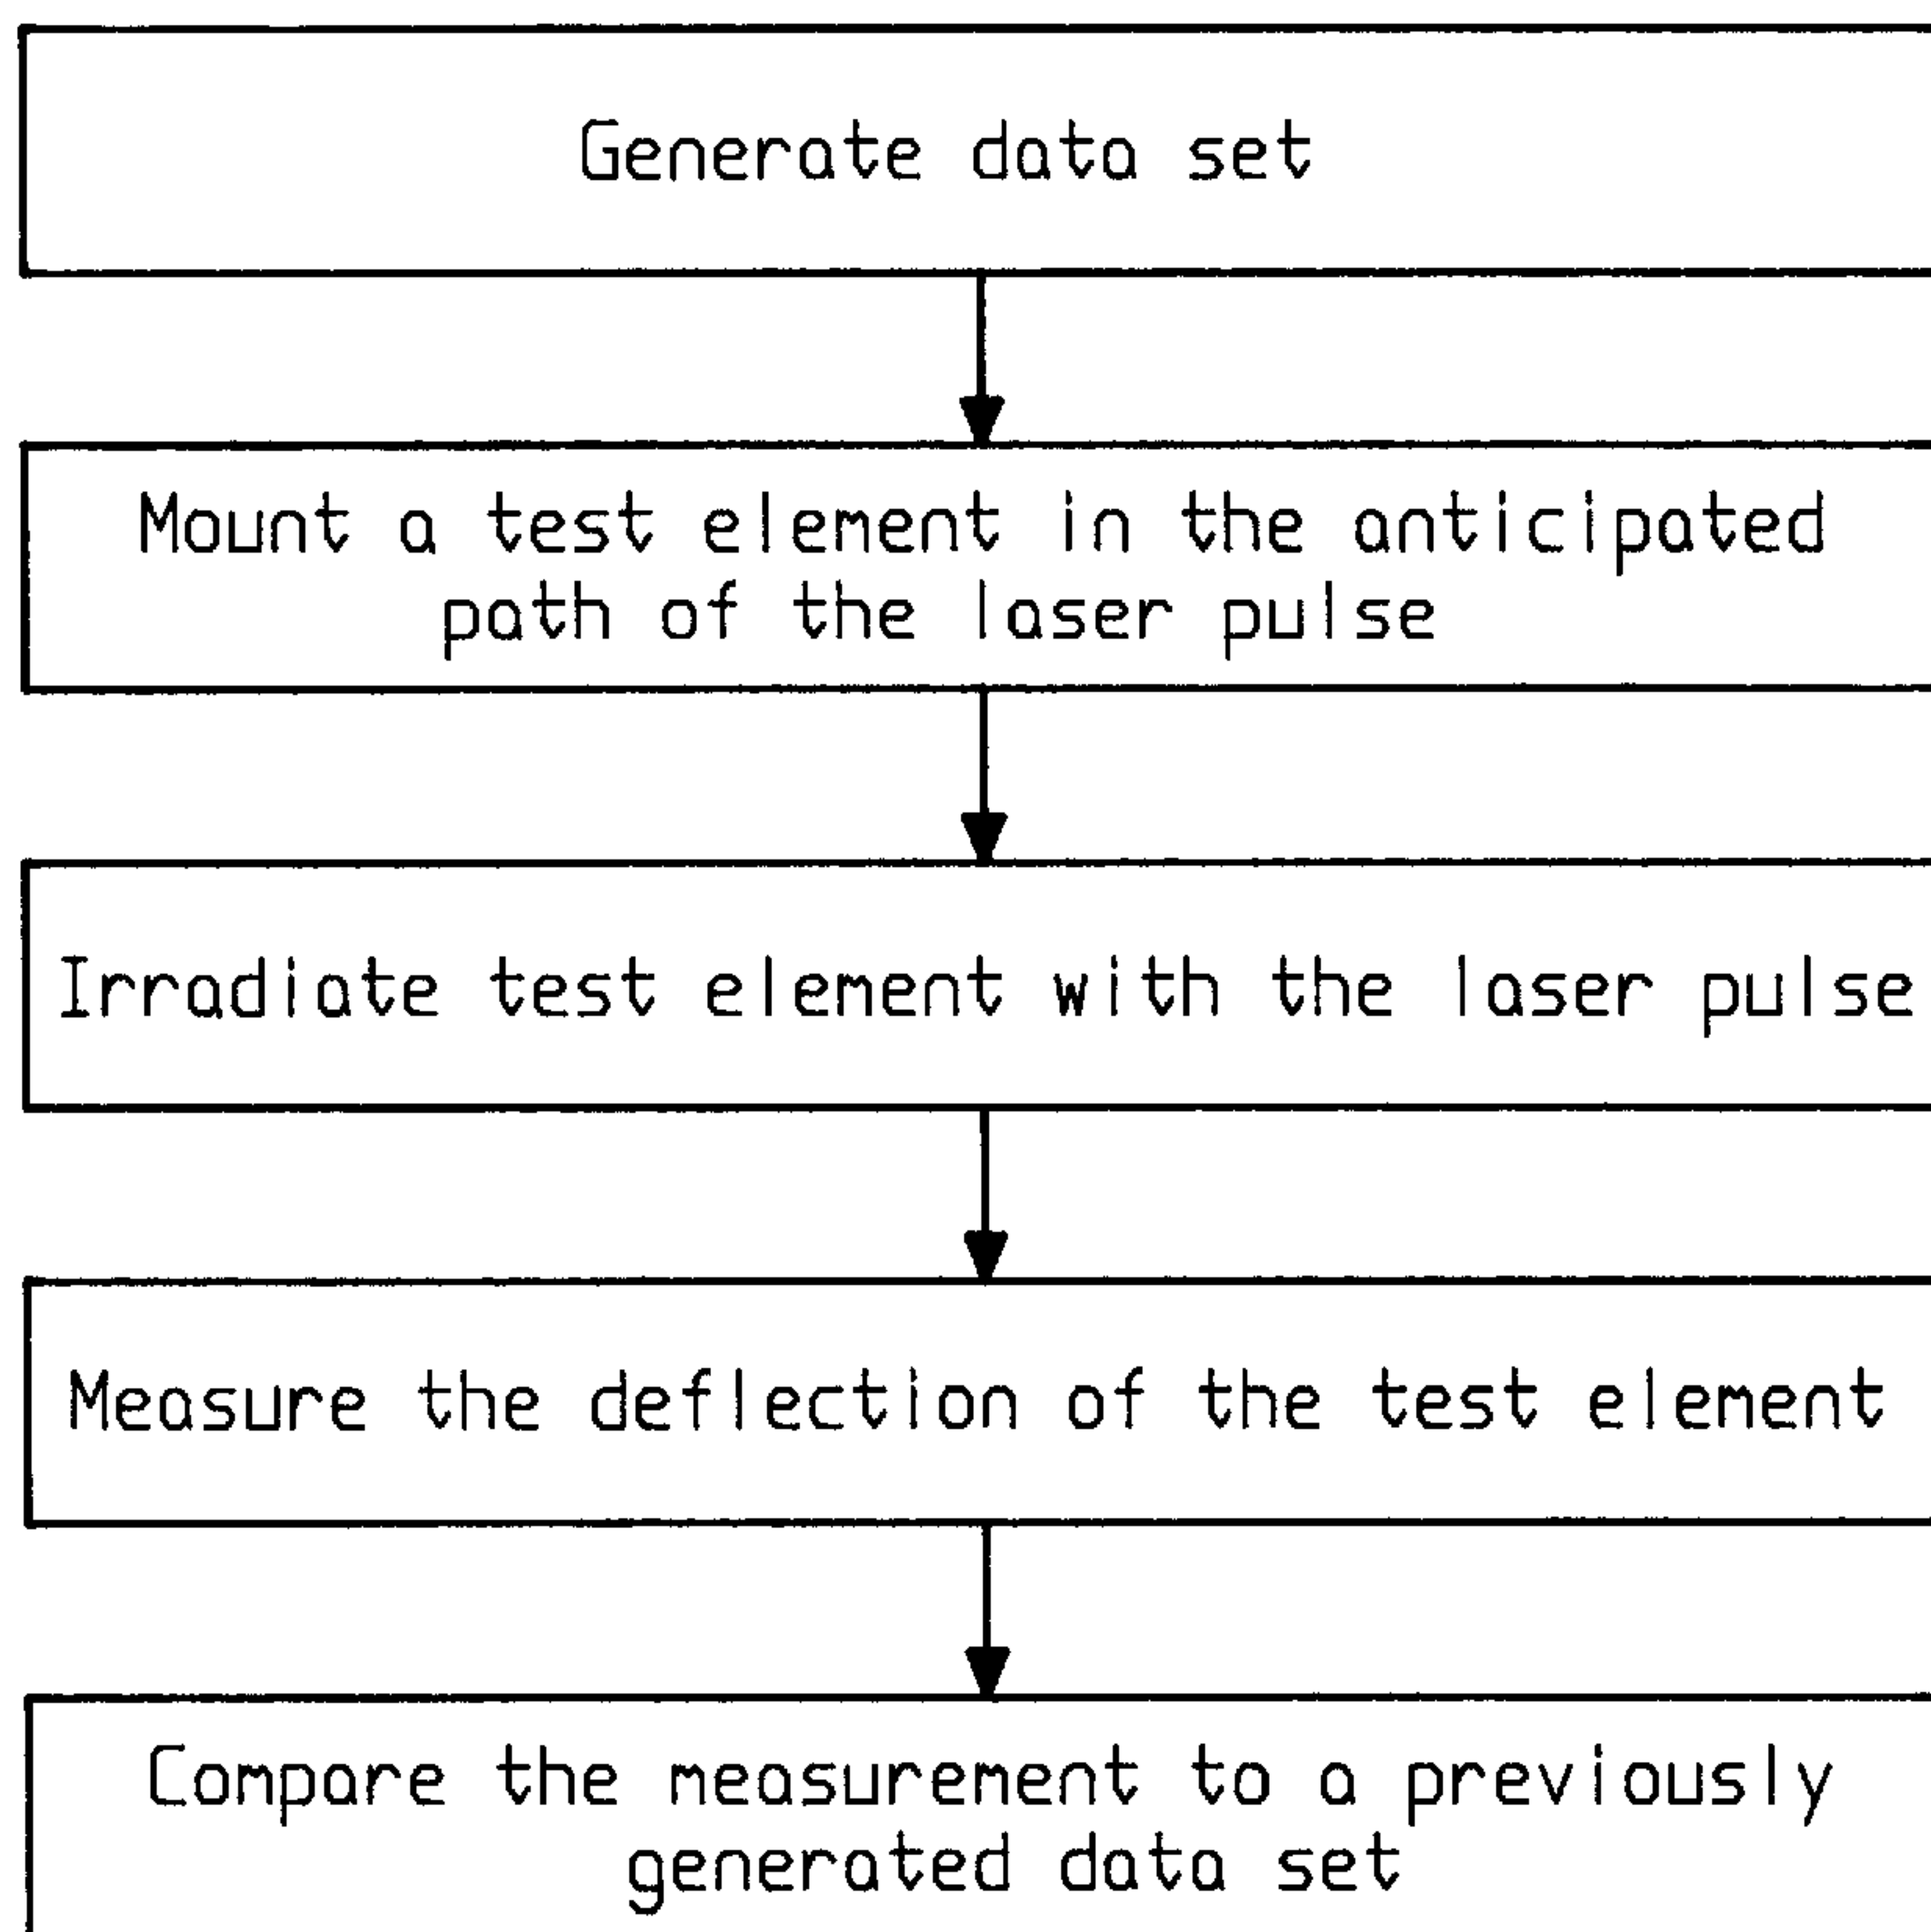 Generate data set
Mount a test element in the anticipated
path of the laser pulse
Irradiate test element with the laser pulse
Measure the deflection of the test element
Compare the measurement to a previously
generated data set